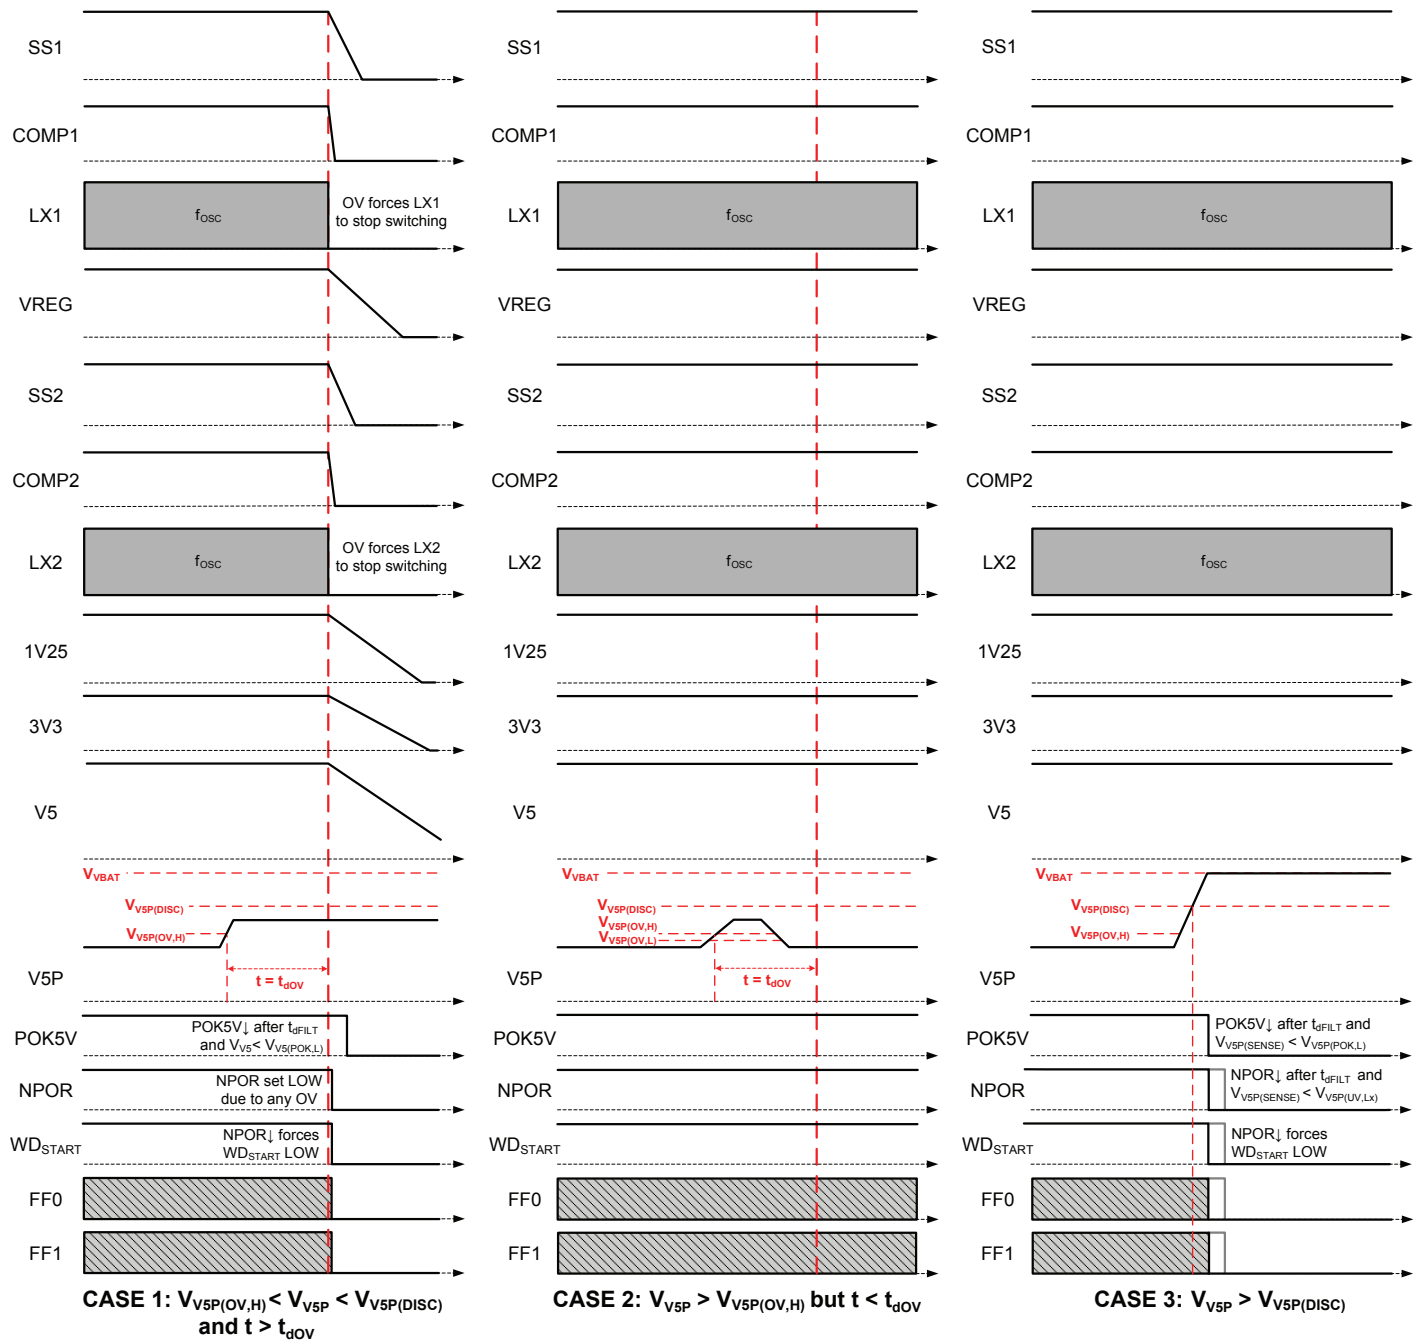 SS1
COMP1
LX1
fOSC
OV forces LX1
to stop switching
VREG
SS2
COMP2
LX2
fOSC
OV forces LX2
to stop switching
1V25
3V3
V5
VVBAT
VV5P(DISC)
VV5P(OV,H)
t = tdOV
V5P
POK5V
POK5V↓ after tdFILT
and VV5< VV5(POK,L)
NPOR
NPOR set LOW
due to any OV
WDSTART
NPOR↓ forces
WDSTART LOW
FF0
FF1
CASE 1: VV5P(OV,H) < VV5P < VV5P(DISC)
and t > tdOV
SS1
COMP1
LX1
fOSC
VREG
SS2
COMP2
LX2
fOSC
1V25
3V3
V5
VVBAT
VV5P(DISC)
VV5P(OV,H)
VV5P(OV,L)
t = tdOV
V5P
POK5V
NPOR
WDSTART
FF0
FF1
CASE 2: VV5P > VV5P(OV,H) but t < tdOV
SS1
COMP1
LX1
fOSC
VREG
SS2
COMP2
LX2
fOSC
1V25
3V3
V5
VVBAT
VV5P(DISC)
VV5P(OV,H)
V5P
POK5V
POK5V↓ after tdFILT and
VV5P(SENSE) < VV5P(POK,L)
NPOR
NPOR↓ after tdFILT and
VV5P(SENSE) < VV5P(UV,Lx)
WDSTART
NPOR↓ forces
WDSTART LOW
FF0
FF1
CASE 3: VV5P > VV5P(DISC)